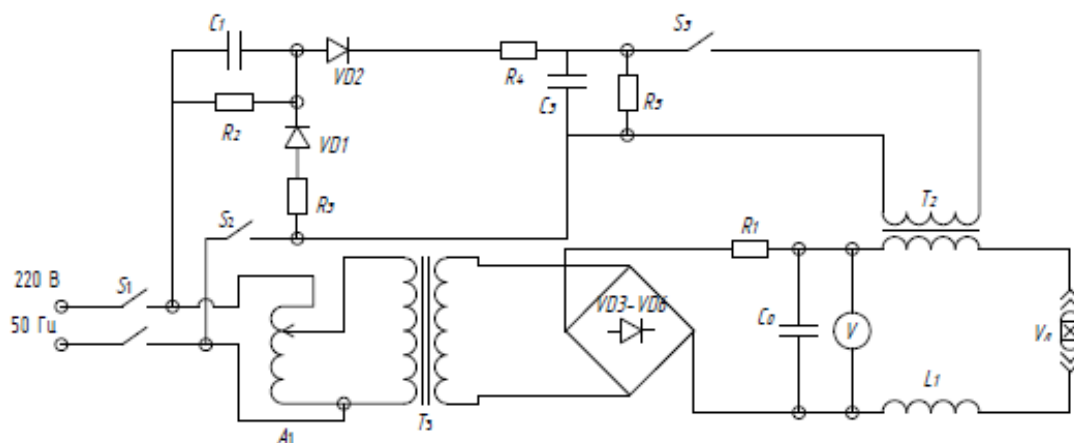 C1
S3
VD2
R4
C3
R5
R2
VD1
R3
S2
T2
R1
220 В
S1
VD3-VD6
50 Гц
C0
V
Vл
L1
A1
T3